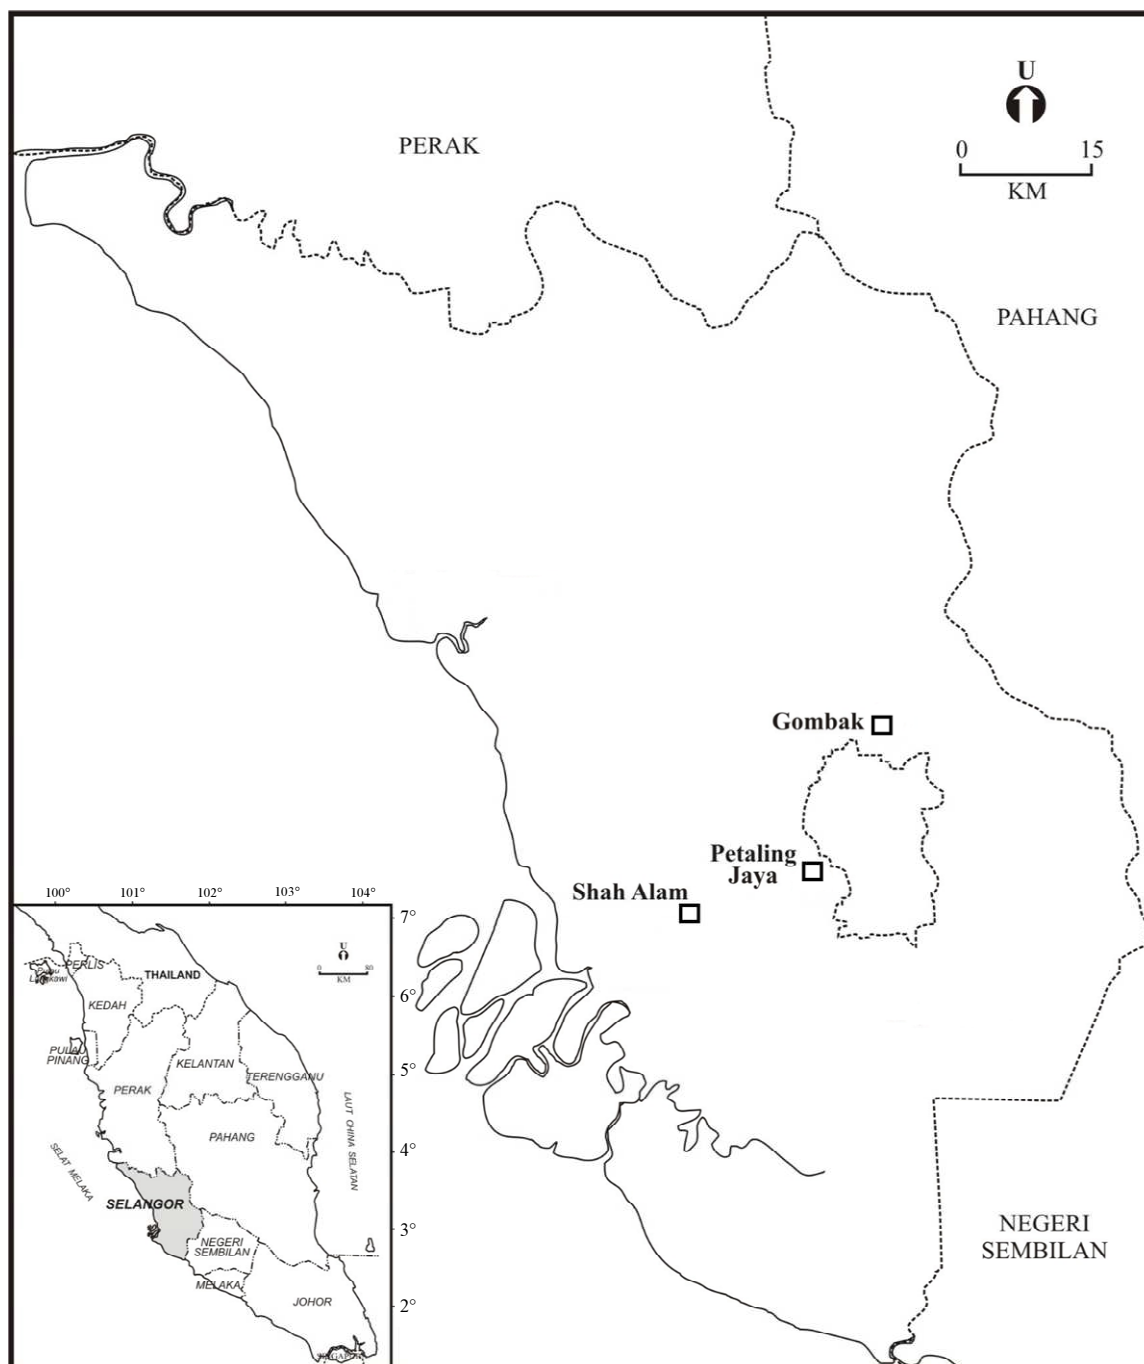 U
PERAK
0 15
KM
PAHANG
Gombak
Petaling
Jaya
Shah Alam
NEGERI
SEMBILAN
100° 101° 102° 103° 104°
7°
6°
5°
4°
3°
2°
U
0 80
KM
PERLIS
THAILAND
KEDAH
PULAU
PINANG
KELANTAN
TERENGGANU
PERAK
PAHANG
LAUT CHINA SELATAN
SELAT MELAKA
SELANGOR
NEGERI
SEMBILAN
MELAKA
JOHOR